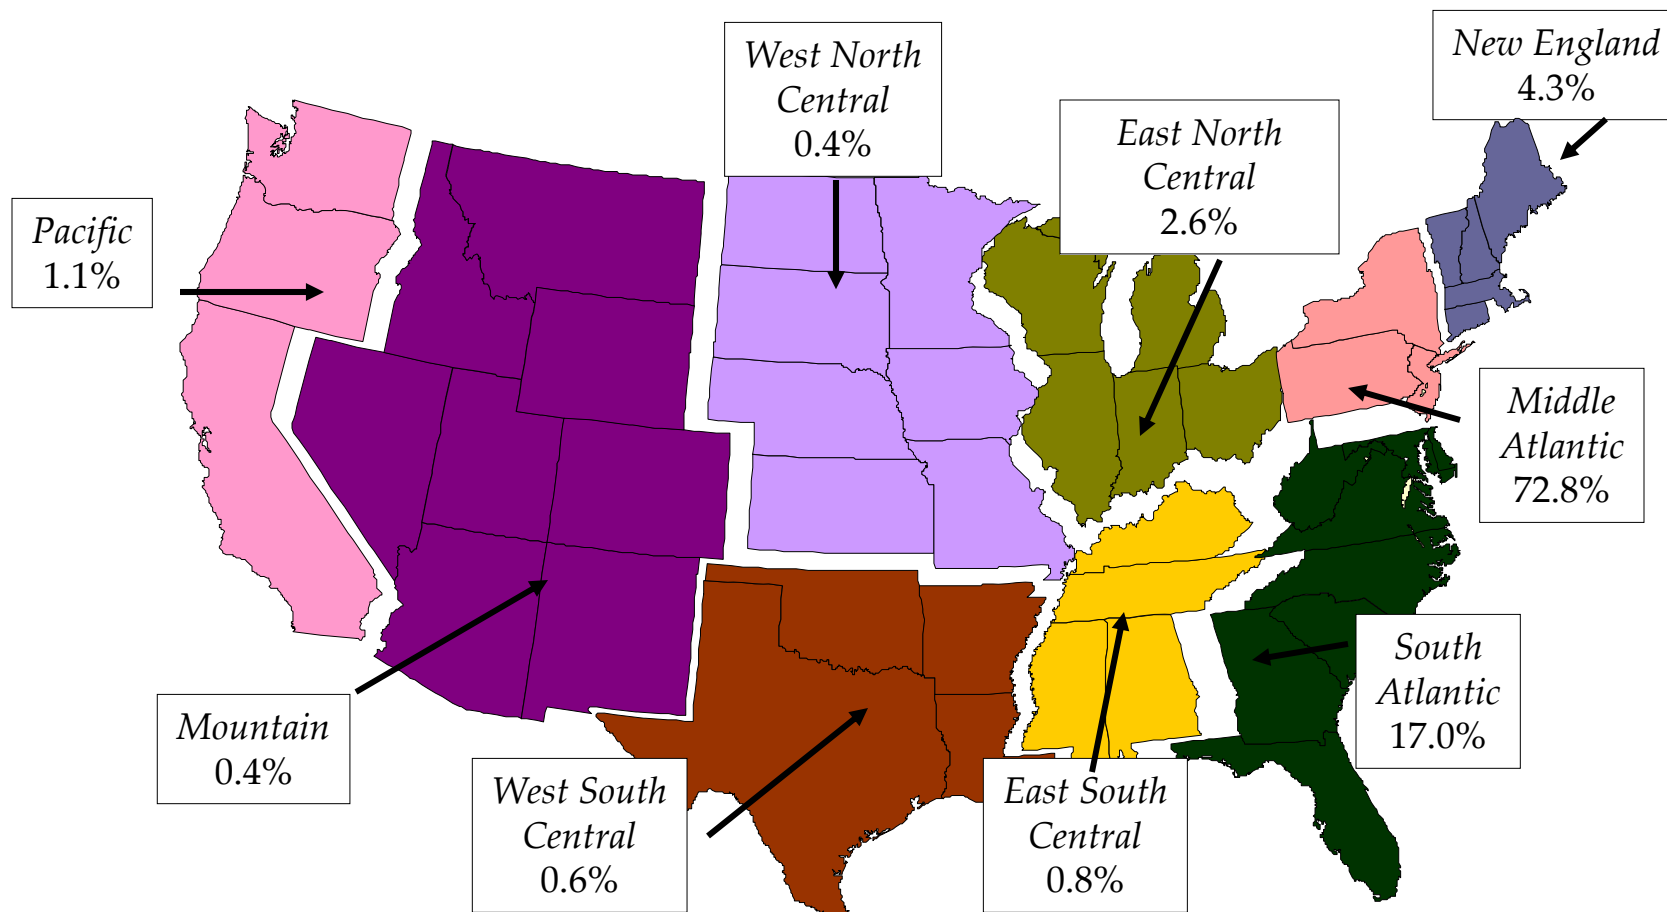 New England
4.3%
West North
Central
0.4%
East North
Central
2.6%
Pacific
1.1%
Middle
Atlantic
72.8%
South
Atlantic
17.0%
Mountain
0.4%
West South
Central
0.6%
East South
Central
0.8%